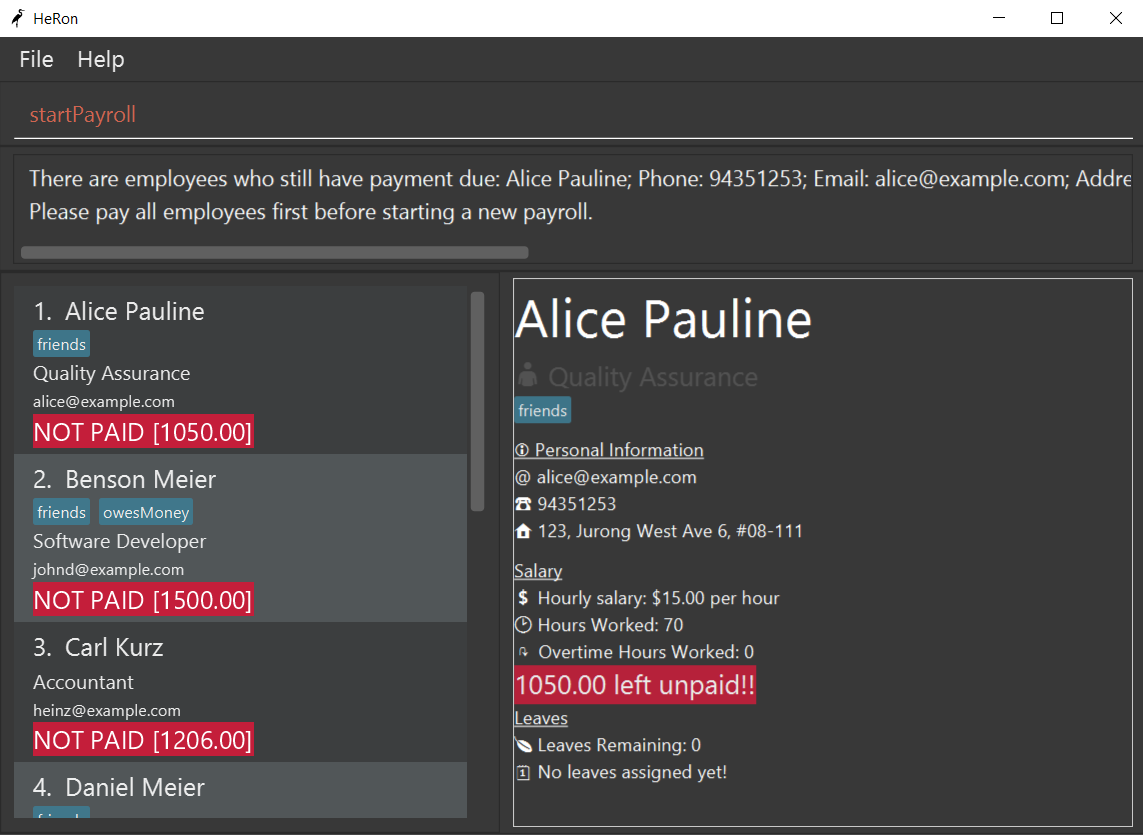 HeRon
File Help
startPayroll
There are employees who still have payment due: Alice Pauline; Phone: 94351253; Email: alice@example.com; Addre
Please pay all employees first before starting a new payroll.
1. Alice Pauline
friends
Quality Assurance
alice@example.com
NOT PAID [1050.00]
2. Benson Meier
friends owesMoney
Software Developer
johnd@example.com
NOT PAID [1500.00]
3. Carl Kurz
Accountant
heinz@example.com
NOT PAID [1206.00]
4. Daniel Meier
Alice Pauline
Quality Assurance
friends
Personal Information
@ alice@example.com
94351253
123, Jurong West Ave 6, #08-111
Salary
$ Hourly salary: $15.00 per hour
Hours Worked: 70
Overtime Hours Worked: 0
1050.00 left unpaid!!
Leaves
Leaves Remaining: 0
No leaves assigned yet!